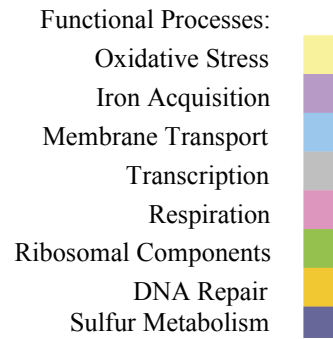 Functional Processes:
Oxidative Stress
Iron Acquisition
Membrane Transport
Transcription
Respiration
Ribosomal Components
DNA Repair
Sulfur Metabolism